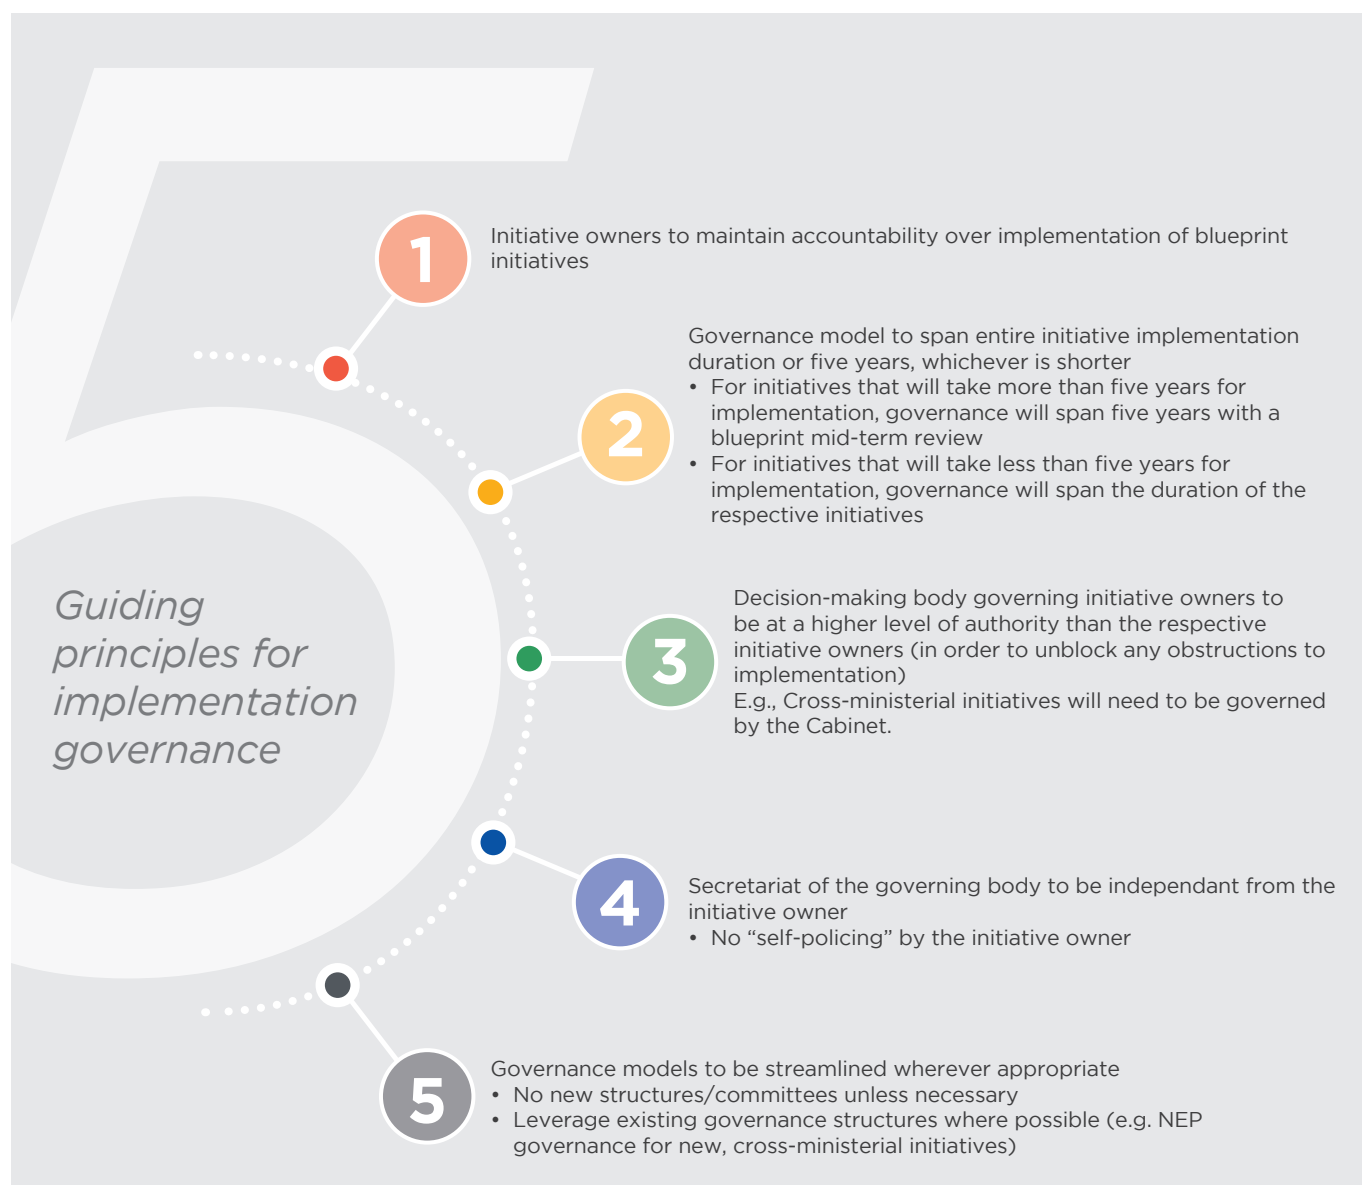 5
Guiding
principles for
implementation
governance
1
Initiative owners to maintain accountability over implementation of blueprint
initiatives
2
Governance model to span entire initiative implementation
duration or five years, whichever is shorter
• For initiatives that will take more than five years for
implementation, governance will span five years with a
blueprint mid-term review
• For initiatives that will take less than five years for
implementation, governance will span the duration of the
respective initiatives
3
Decision-making body governing initiative owners to
be at a higher level of authority than the respective
initiative owners (in order to unblock any obstructions to
implementation)
E.g., Cross-ministerial initiatives will need to be governed
by the Cabinet.
4
Secretariat of the governing body to be independant from the
initiative owner
• No “self-policing” by the initiative owner
5
Governance models to be streamlined wherever appropriate
• No new structures/committees unless necessary
• Leverage existing governance structures where possible (e.g. NEP
governance for new, cross-ministerial initiatives)